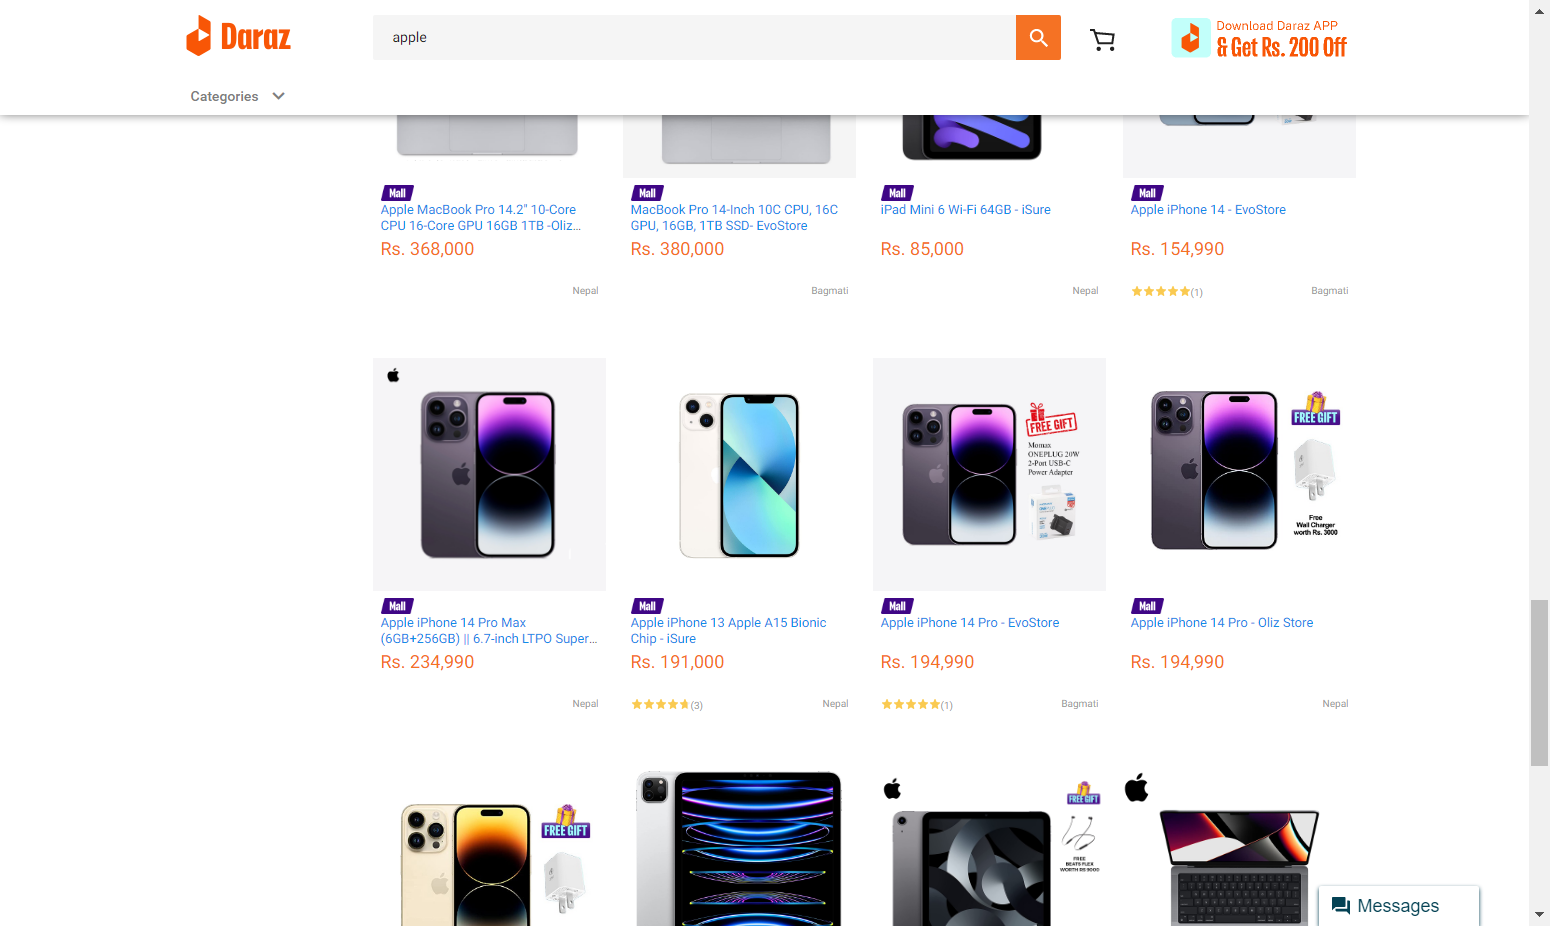 Daraz
apple
Download Daraz APP
& Get Rs. 200 Off
Categories
Mall
Apple MacBook Pro 14.2" 10-Core
CPU 16-Core GPU 16GB 1TB -Oliz...
Rs. 368,000
Nepal
Mall
MacBook Pro 14-Inch 10C CPU, 16C
GPU, 16GB, 1TB SSD- EvoStore
Rs. 380,000
Bagmati
Mall
iPad Mini 6 Wi-Fi 64GB - iSure
Rs. 85,000
Nepal
Mall
Apple iPhone 14 - EvoStore
Rs. 154,990
(1)
Bagmati
Mall
Apple iPhone 14 Pro Max
(6GB+256GB) || 6.7-inch LTPO Super...
Rs. 234,990
Nepal
Mall
Apple iPhone 13 Apple A15 Bionic
Chip - iSure
Rs. 191,000
(3)
Nepal
FREE GIFT
Momax
ONEPLUG 20W
2-Port USB-C
Power Adapter
Mall
Apple iPhone 14 Pro - EvoStore
Rs. 194,990
(1)
Bagmati
FREE GIFT
Free
Wall Charger
worth Rs. 3000
Mall
Apple iPhone 14 Pro - Oliz Store
Rs. 194,990
Nepal
FREE GIFT
FREE GIFT
FREE
BEATS FLEX
WORTH RS 9000
Messages